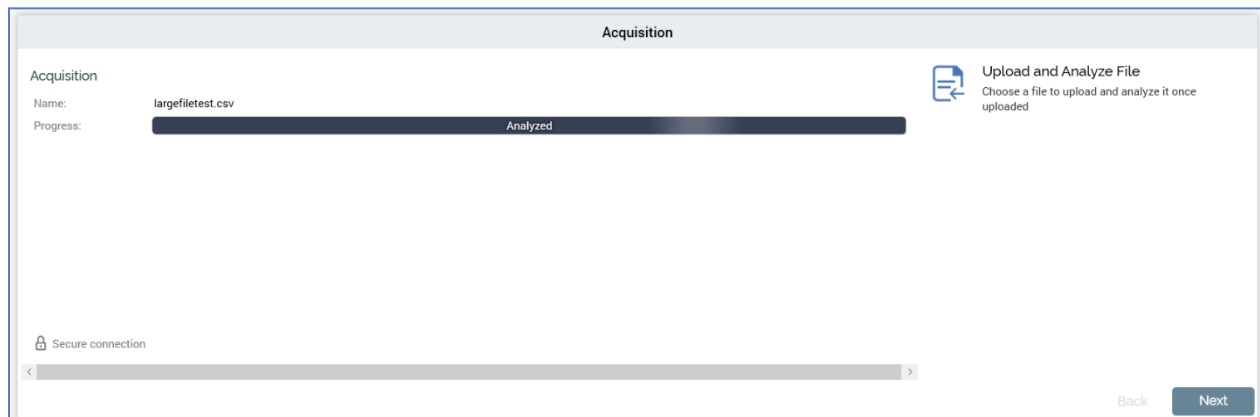 Acquisition
Acquisition
Name: largefiletest.csv
Progress: Analyzed
Secure connection
Upload and Analyze File
Choose a file to upload and analyze it once
uploaded
Back Next